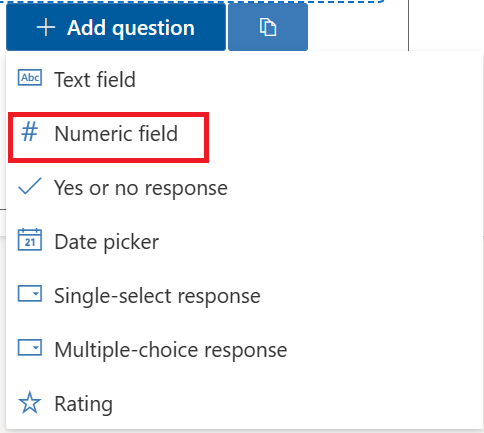 Add question
Abc Text field
# Numeric field
Yes or no response
21 Date picker
Single-select response
Multiple-choice response
Rating